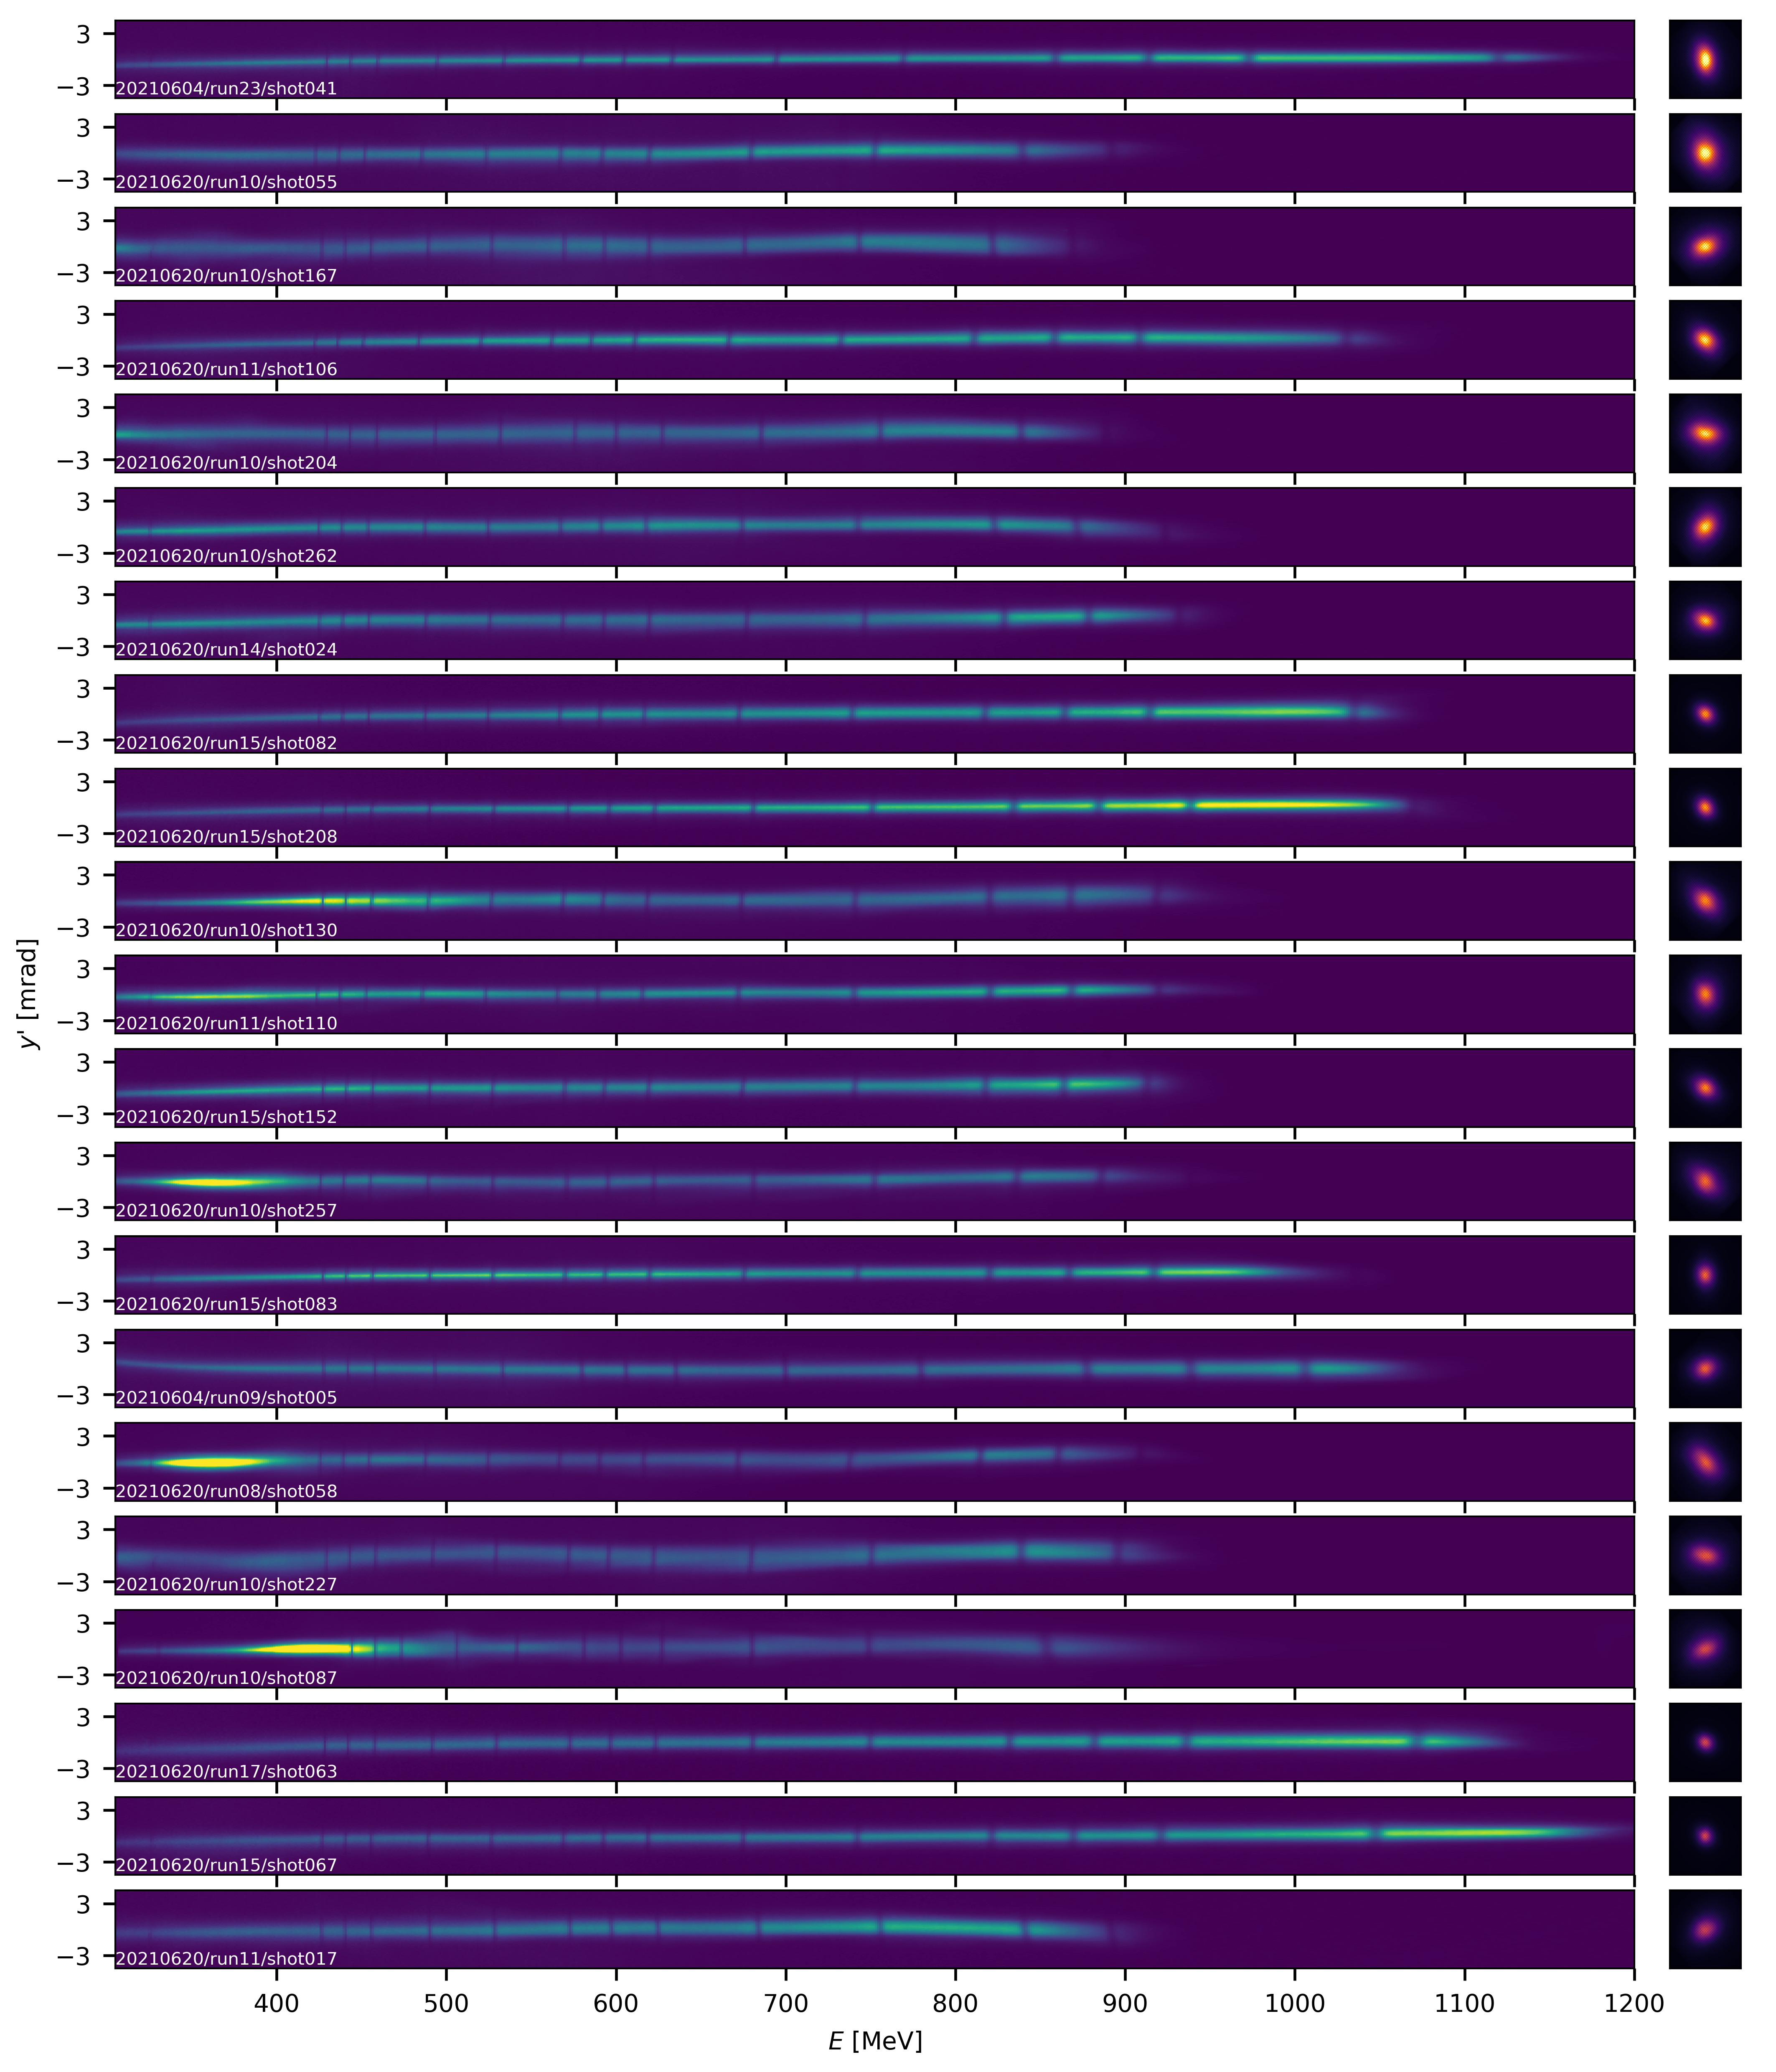 3
−3
20210604/run23/shot041
3
−3
20210620/run10/shot055
3
−3
20210620/run10/shot167
3
−3
20210620/run11/shot106
3
−3
20210620/run10/shot204
3
−3
20210620/run10/shot262
3
−3
20210620/run14/shot024
3
−3
20210620/run15/shot082
3
−3
20210620/run15/shot208
3
−3
20210620/run10/shot130
3
−3
20210620/run11/shot110
3
−3
20210620/run15/shot152
3
−3
20210620/run10/shot257
3
−3
20210620/run15/shot083
3
−3
20210604/run09/shot005
3
−3
20210620/run08/shot058
3
−3
20210620/run10/shot227
3
−3
20210620/run10/shot087
3
−3
20210620/run17/shot063
3
−3
20210620/run15/shot067
3
−3
20210620/run11/shot017
y' [mrad]
400 500 600 700 800 900 1000 1100 1200
E [MeV]